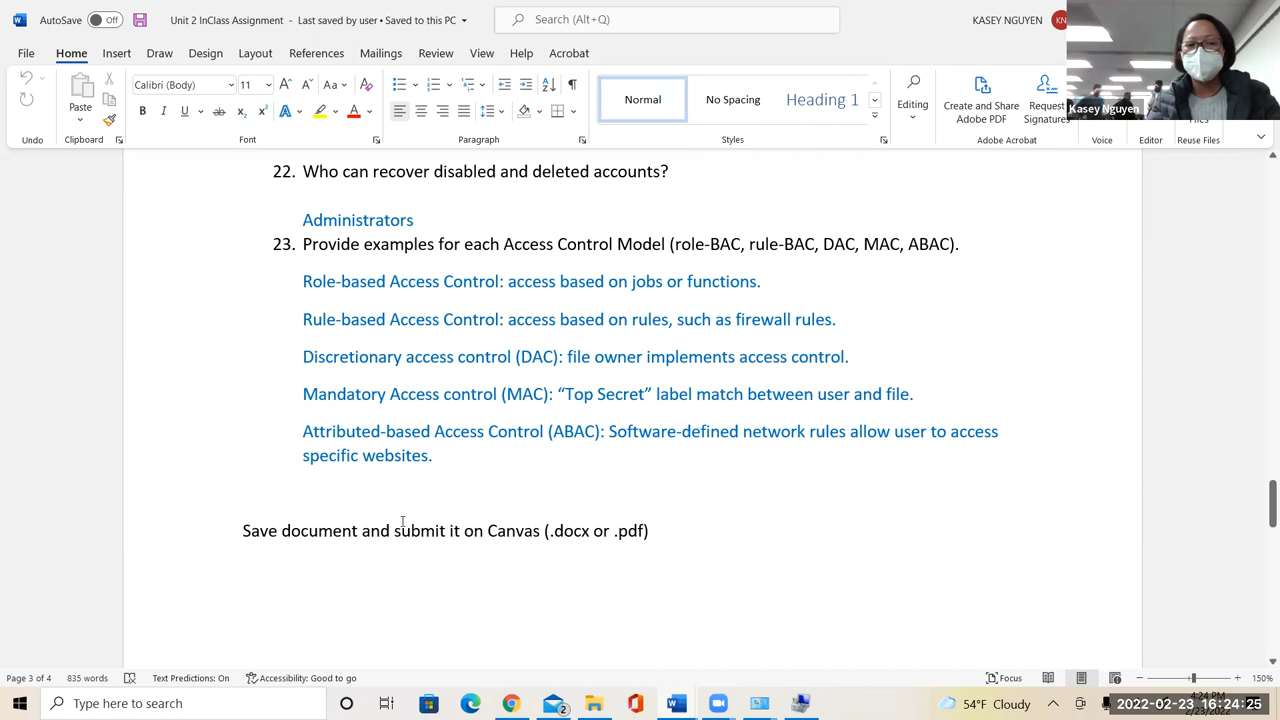 AutoSave Off Unit 2 InClass Assignment - Last saved by user • Saved to this PC Search (Alt+Q) KASEY NGUYEN KN
File Home Insert Draw Design Layout References Mailings Review View Help Acrobat
Calibri (Body) 11 Aa Normal No Spacing Heading 1
Paste Editing Create and Share Adobe PDF Request Signatures
Kasey Nguyen
Undo Clipboard Font Paragraph Styles Adobe Acrobat Voice Editor Reuse Files
22. Who can recover disabled and deleted accounts?
Administrators
23. Provide examples for each Access Control Model (role-BAC, rule-BAC, DAC, MAC, ABAC).
Role-based Access Control: access based on jobs or functions.
Rule-based Access Control: access based on rules, such as firewall rules.
Discretionary access control (DAC): file owner implements access control.
Mandatory Access control (MAC): “Top Secret” label match between user and file.
Attributed-based Access Control (ABAC): Software-defined network rules allow user to access
specific websites.
Save document and submit it on Canvas (.docx or .pdf)
Page 3 of 4 835 words Text Predictions: On Accessibility: Good to go Focus 150%
Type here to search 2 54°F Cloudy 2022-02-23 16:24:25